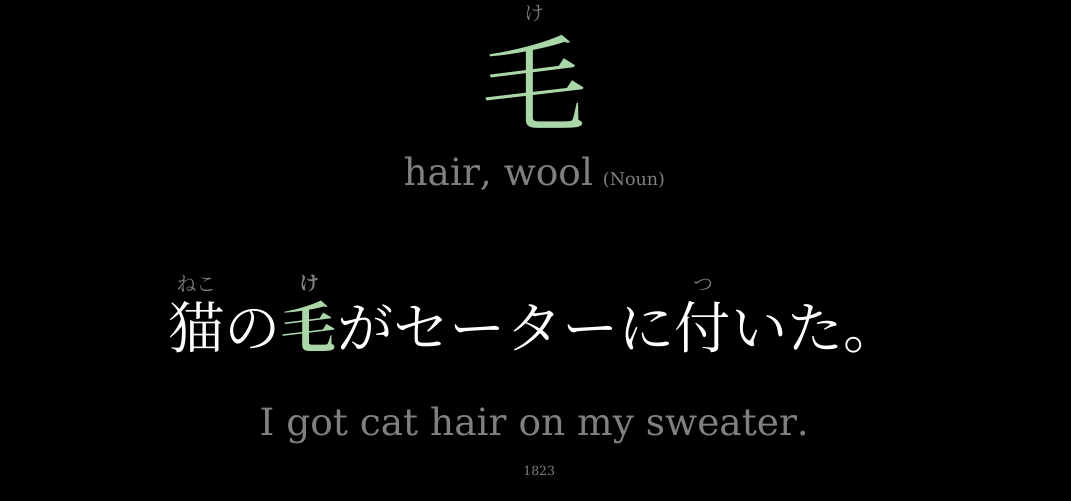 け
毛
hair, wool (Noun)
ねこ け つ
猫の毛がセーターに付いた。
I got cat hair on my sweater.
1823